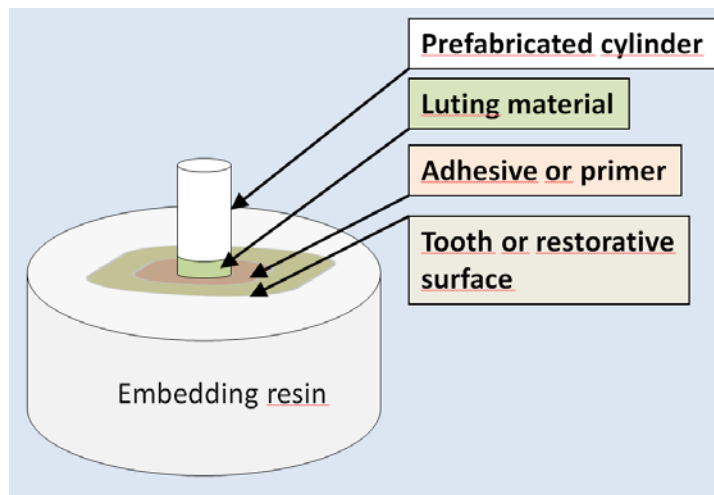 Prefabricated cylinder
Luting material
Adhesive or primer
Tooth or restorative
surface
Embedding resin